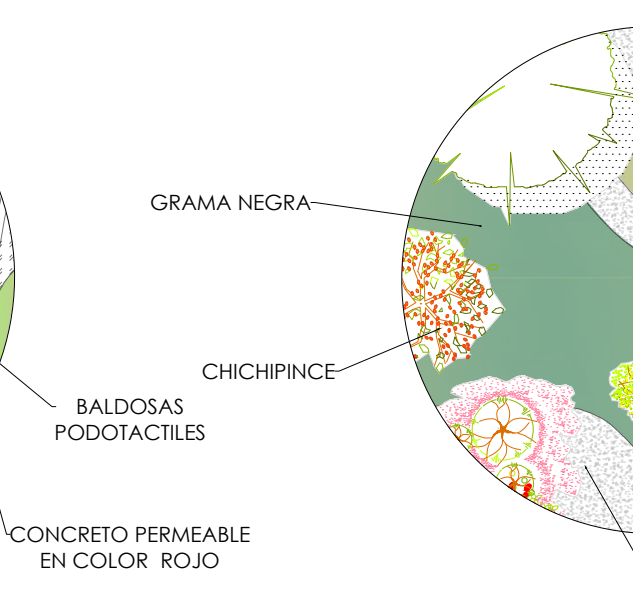 GRAMA NEGRA
CHICHIPINCE
BALDOSAS
PODOTACTILES
CONCRETO PERMEABLE
EN COLOR ROJO